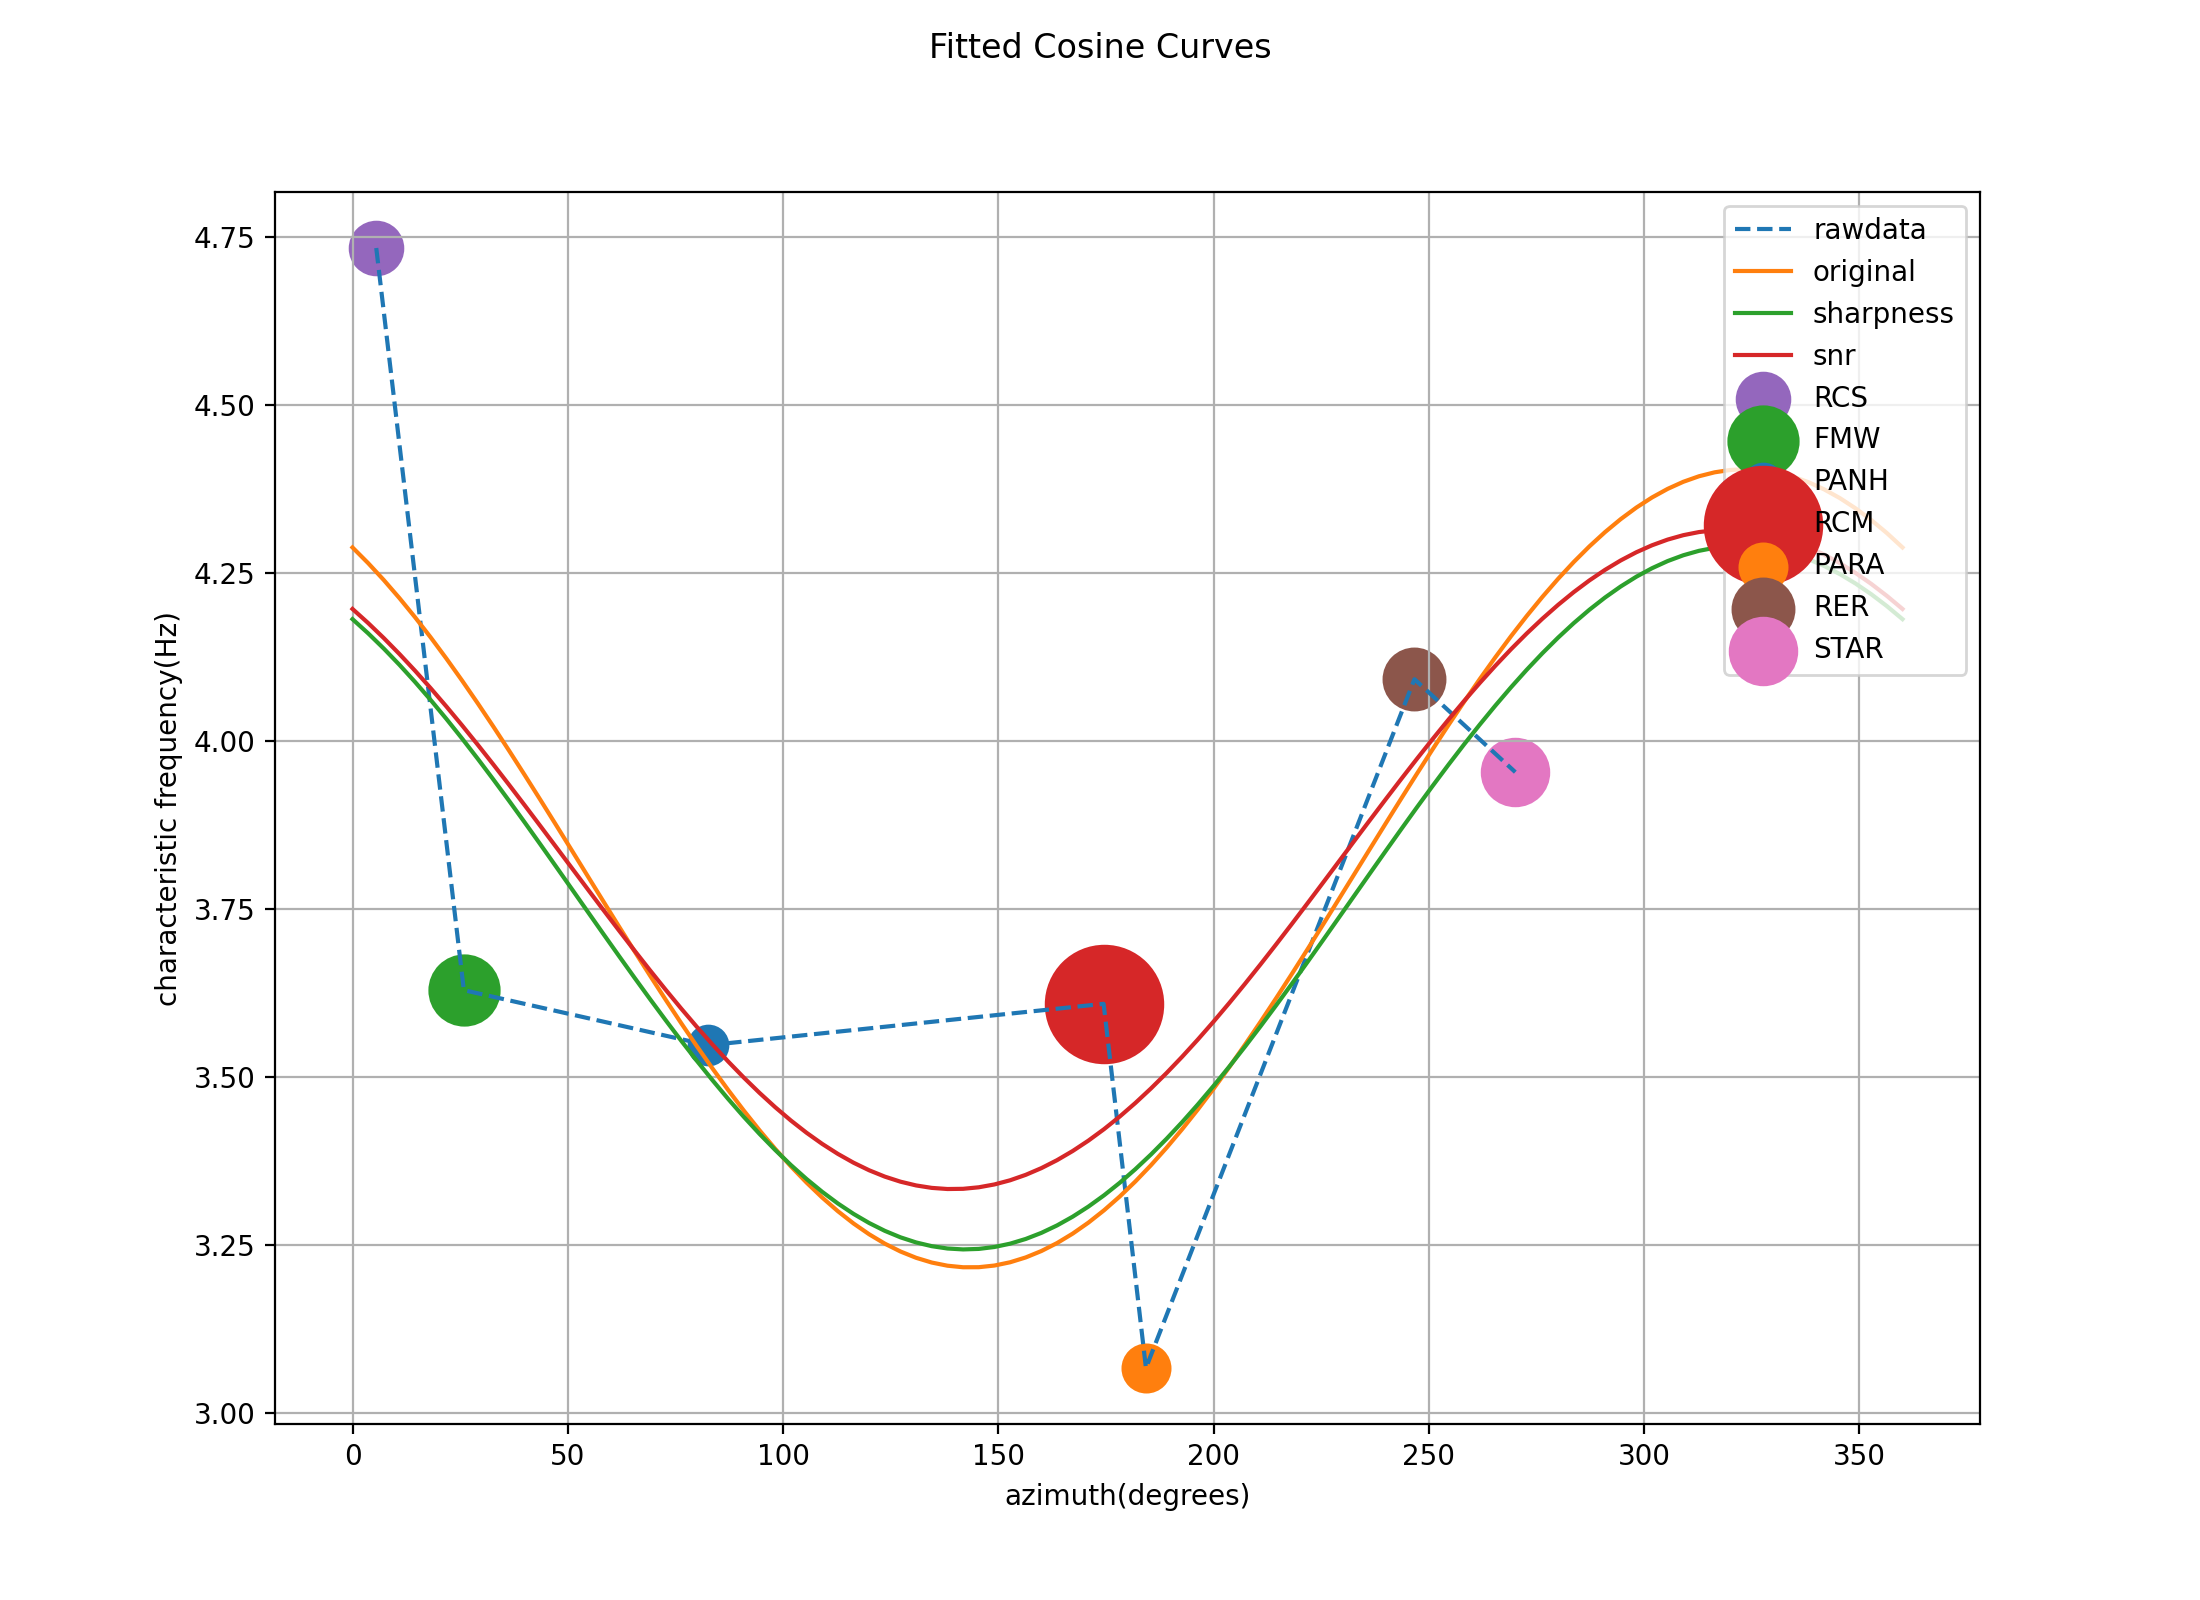 Fitted Cosine Curves
4.75
4.50
4.25
4.00
3.75
3.50
3.25
3.00
characteristic frequency(Hz)
rawdata
original
sharpness
snr
RCS
FMW
PANH
RCM
PARA
RER
STAR
0 50 100 150 200 250 300 350
azimuth(degrees)